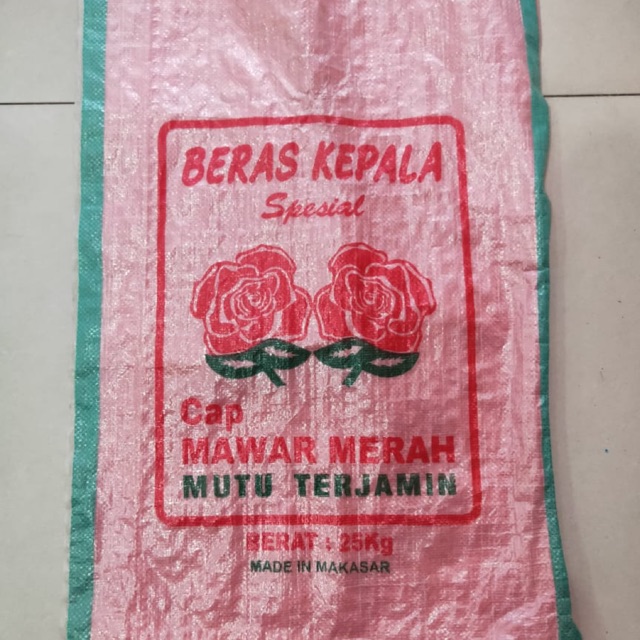 BERAS KEPALA
Spesial
Cap
MAWAR MERAH
MUTU TERJAMIN
BERAT : 25Kg
MADE IN MAKASAR